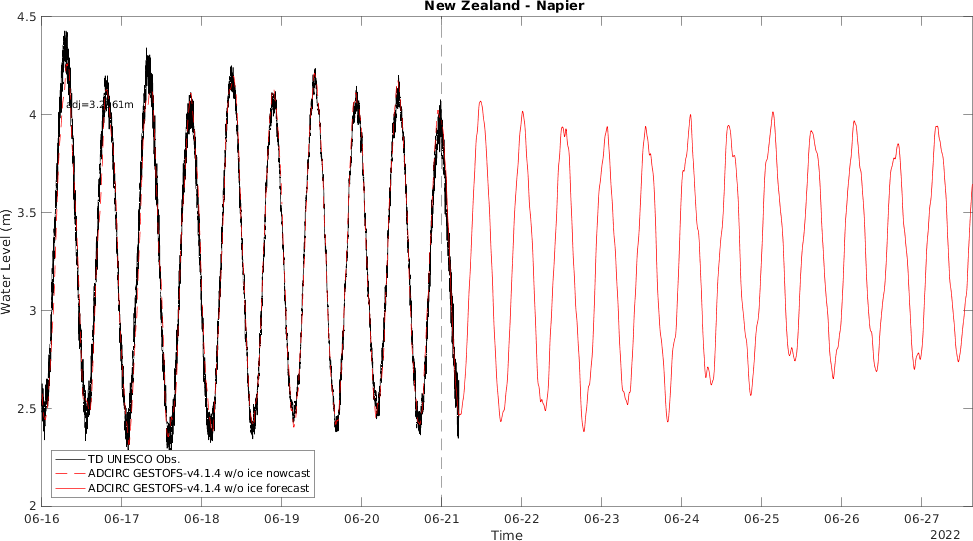 New Zealand - Napier
4.5
4
3.5
3
2.5
2
Water Level (m)
TD UNESCO Obs.
ADCIRC GESTOFS-v4.1.4 w/o ice nowcast
ADCIRC GESTOFS-v4.1.4 w/o ice forecast
06-16 06-17 06-18 06-19 06-20 06-21 06-22 06-23 06-24 06-25 06-26 06-27
Time
2022